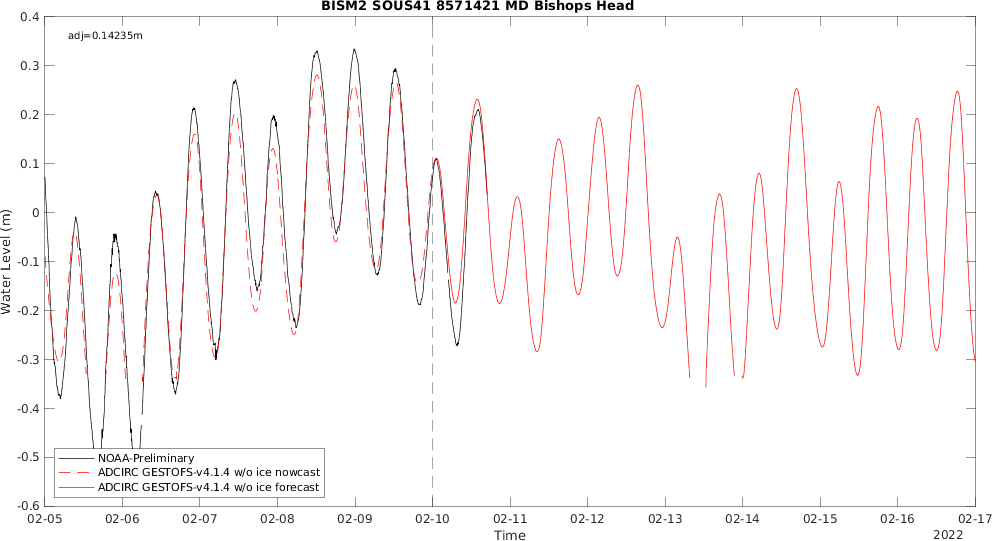 BISM2 SOUS41 8571421 MD Bishops Head
adj=0.14235m
0.4
0.3
0.2
0.1
0
-0.1
-0.2
-0.3
-0.4
-0.5
-0.6
Water Level (m)
NOAA-Preliminary
ADCIRC GESTOFS-v4.1.4 w/o ice nowcast
ADCIRC GESTOFS-v4.1.4 w/o ice forecast
02-05 02-06 02-07 02-08 02-09 02-10 02-11 02-12 02-13 02-14 02-15 02-16 02-17
Time
2022